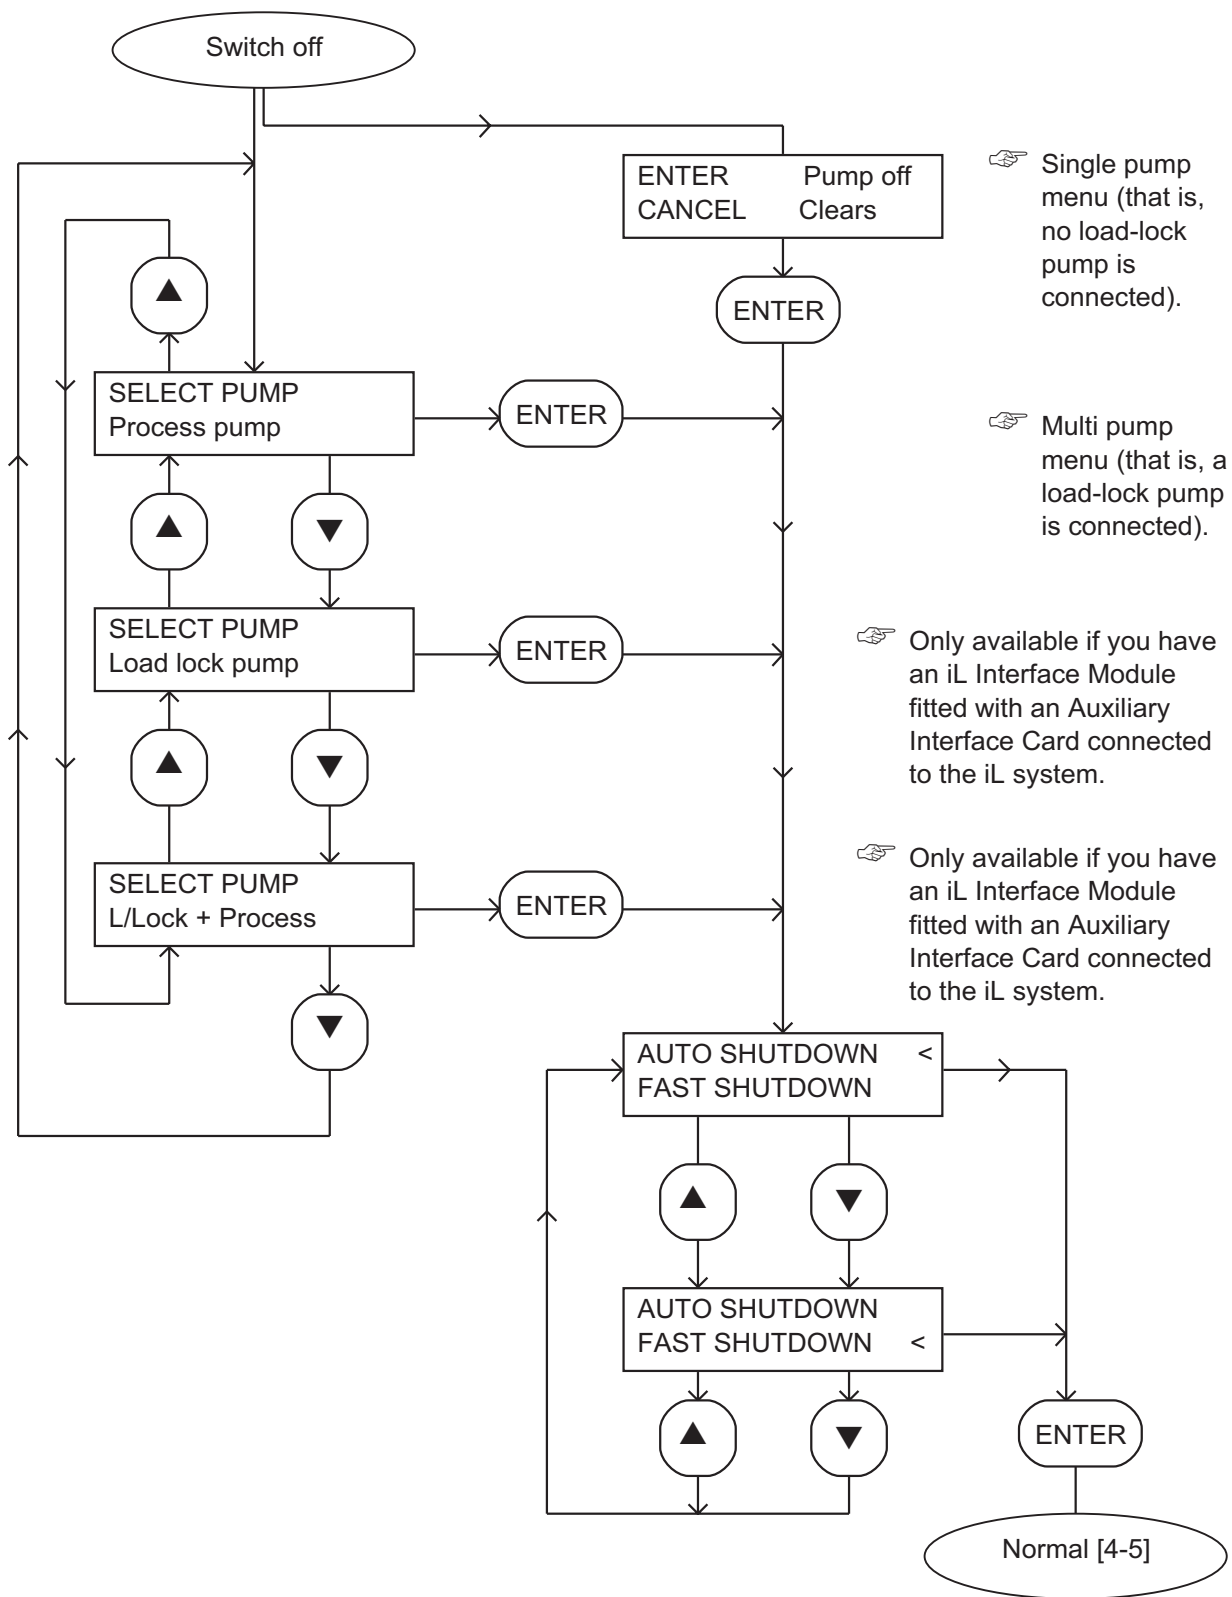 Switch off
ENTER Pump off
CANCEL Clears
Single pump
menu (that is,
no load-lock
pump is
connected).
ENTER
SELECT PUMP
Process pump
ENTER
Multi pump
menu (that is, a
load-lock pump
is connected).
SELECT PUMP
Load lock pump
ENTER
Only available if you have
an iL Interface Module
fitted with an Auxiliary
Interface Card connected
to the iL system.
SELECT PUMP
L/Lock + Process
ENTER
Only available if you have
an iL Interface Module
fitted with an Auxiliary
Interface Card connected
to the iL system.
AUTO SHUTDOWN <
FAST SHUTDOWN
AUTO SHUTDOWN
FAST SHUTDOWN <
ENTER
Normal [4-5]